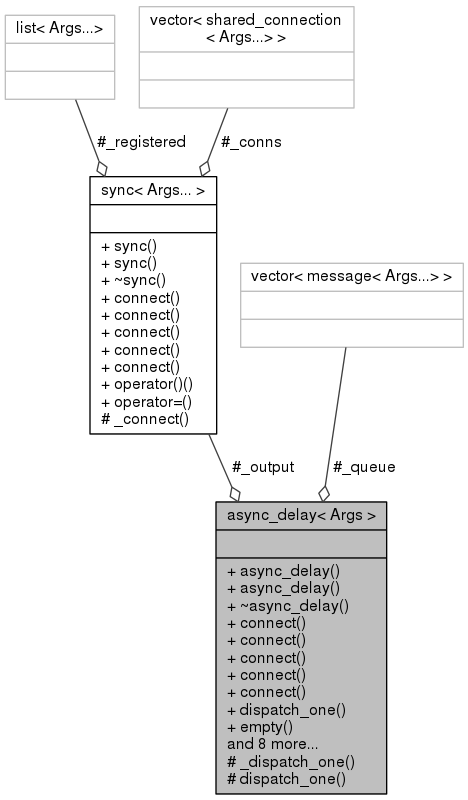 list< Args...>
vector< shared_connection
< Args...> >
#_registered
#_conns
sync< Args... >
+ sync()
+ sync()
+ ~sync()
+ connect()
+ connect()
+ connect()
+ connect()
+ connect()
+ operator()()
+ operator=()
# _connect()
vector< message< Args...> >
#_output
#_queue
async_delay< Args >
+ async_delay()
+ async_delay()
+ ~async_delay()
+ connect()
+ connect()
+ connect()
+ connect()
+ connect()
+ dispatch_one()
+ empty()
and 8 more...
# _dispatch_one()
# dispatch_one()